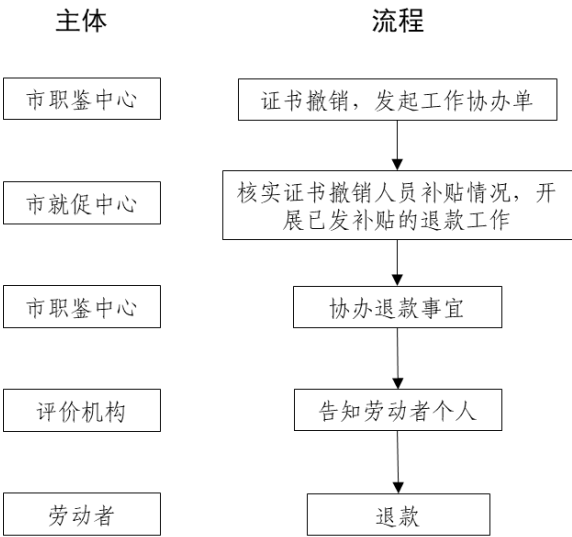 主体 流程
市职鉴中心 证书撤销，发起工作协办单
市就促中心 核实证书撤销人员补贴情况，开
展已发补贴的退款工作
市职鉴中心 协办退款事宜
评价机构 告知劳动者个人
劳动者 退款